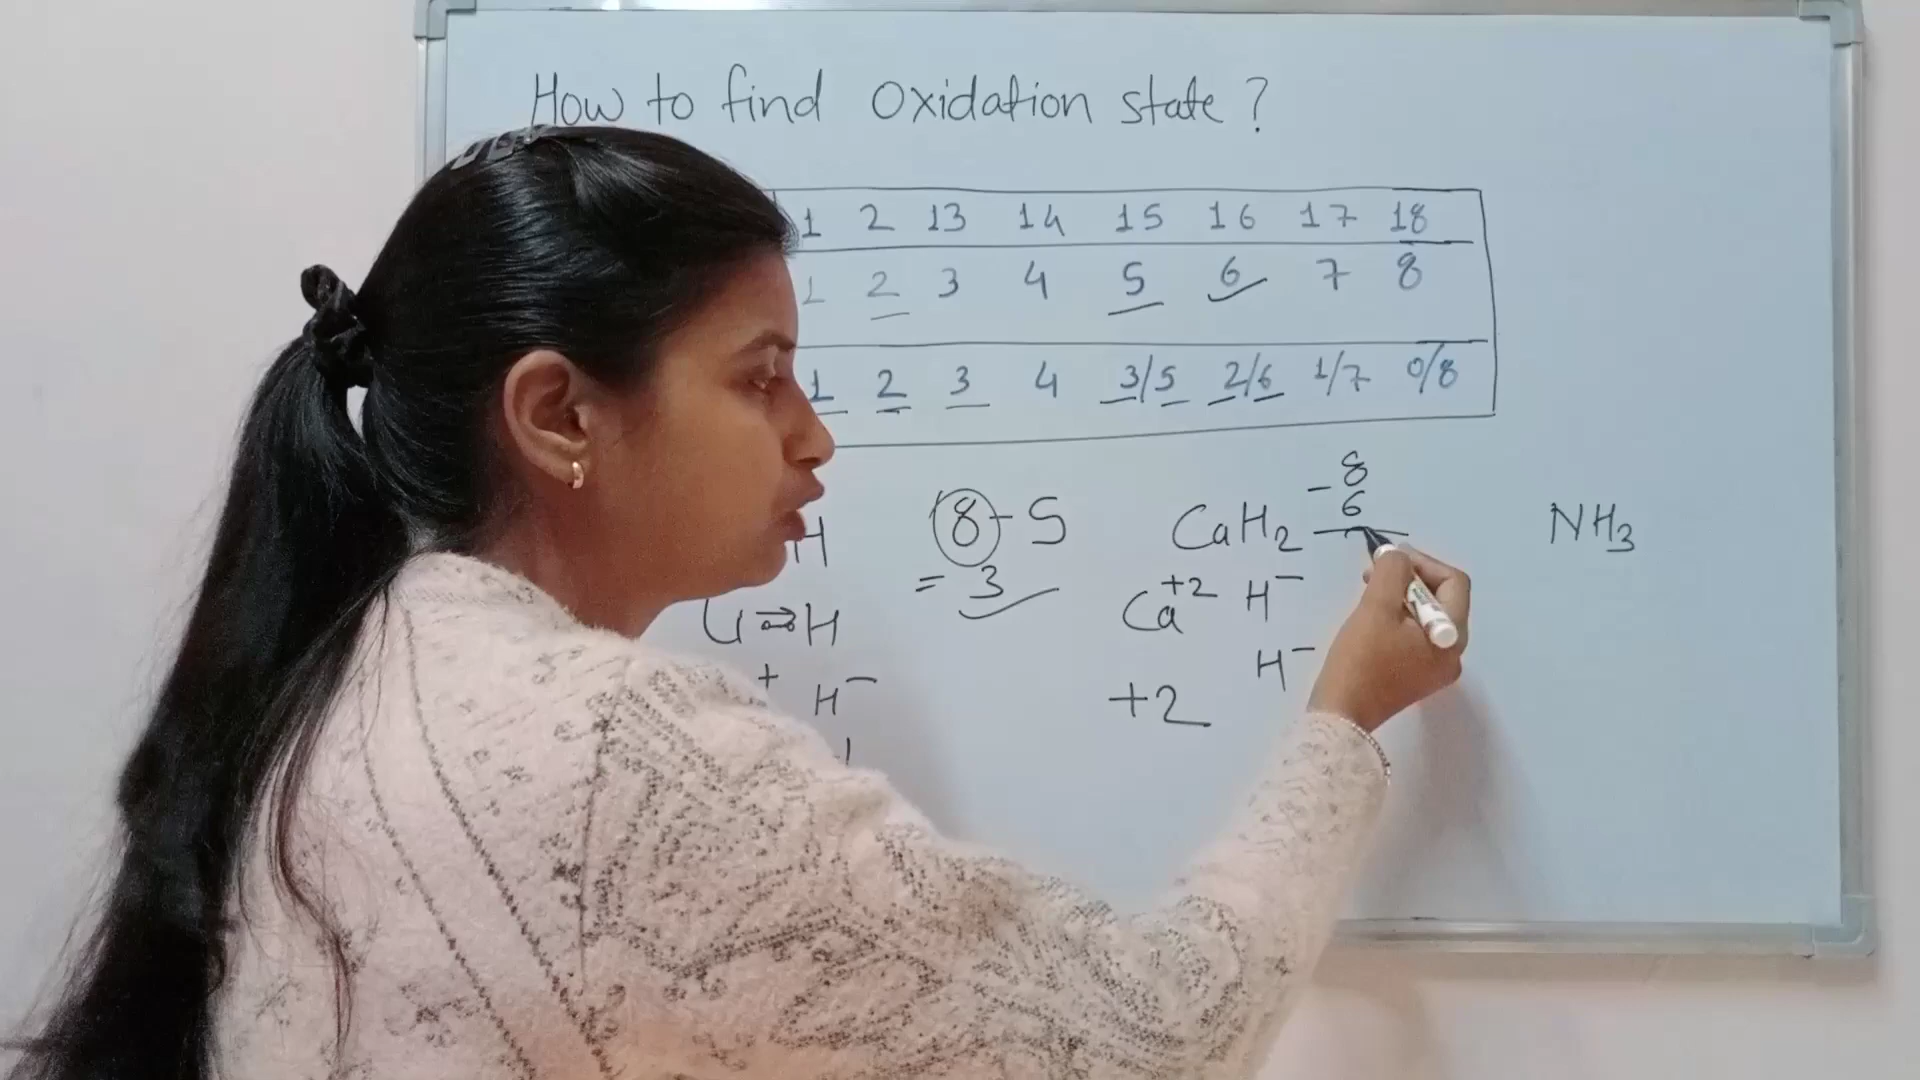 How to find Oxidation state?
1 2 13 14 15 16 17 18
1 2 3 4 5 6 7 8
1 2 3 4 3/5 2/6 1/7 0/8
H
8 - 5
= 3
CaH2
- 8
6
NH3
H
Ca+2 H-
+ H-
H-
+2